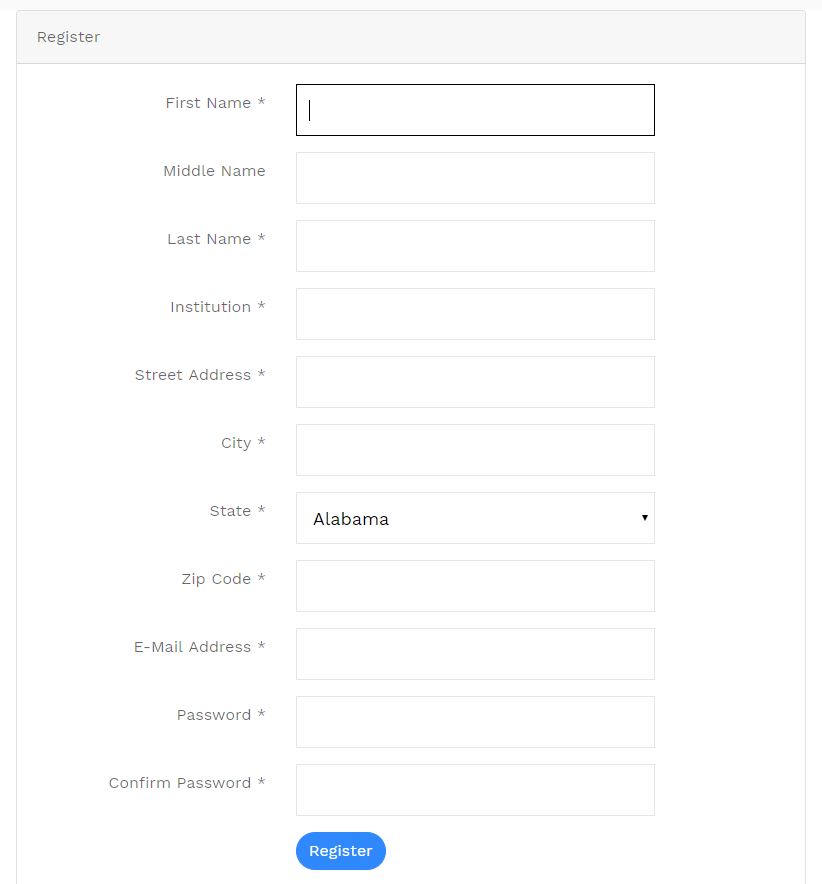 Register
First Name *
Middle Name
Last Name *
Institution *
Street Address *
City *
State * Alabama
Zip Code *
E-Mail Address *
Password *
Confirm Password *
Register